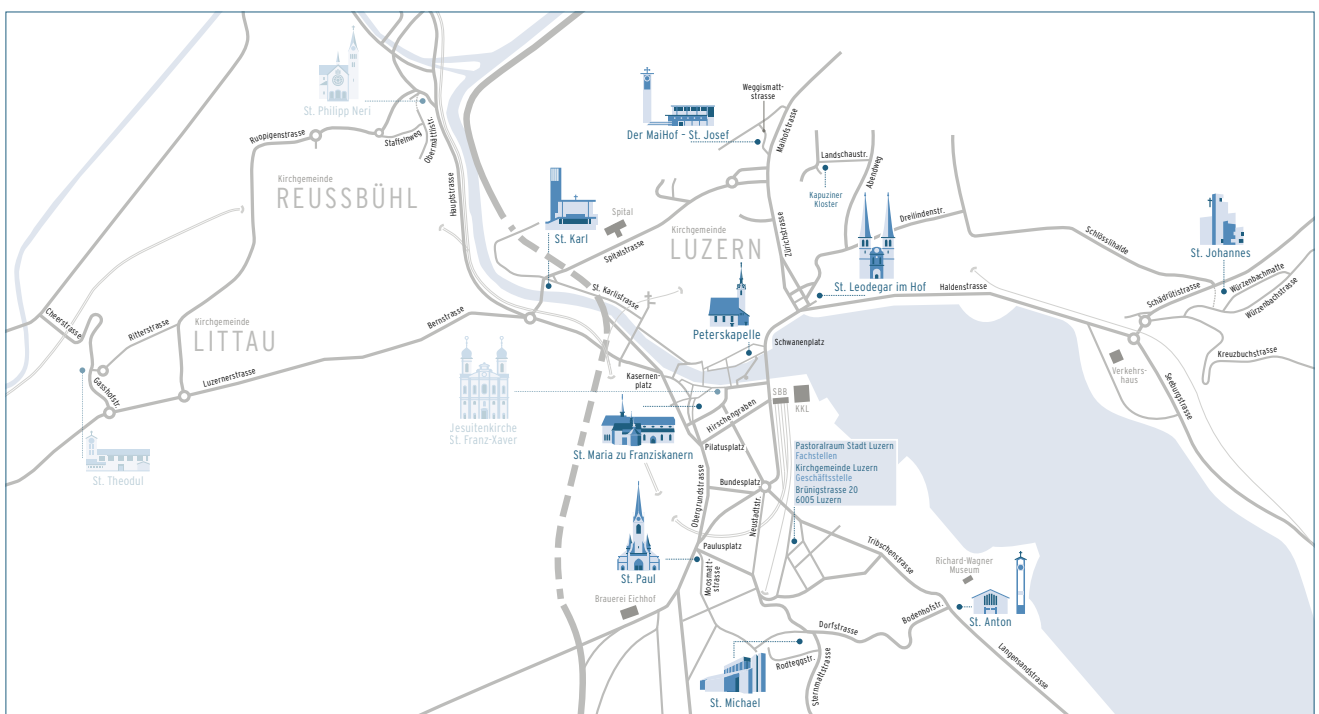 St. Philipp Neri
Ruopigenstrasse
Staffelnweg
Obermättlistr.
Hauptstrasse
Kirchgemeinde
REUSSBÜHL
Weggismatt-
strasse
Der MaiHof - St. Josef
Maihofstrasse
Landschaustr.
Abendweg
Kapuziner
Kloster
Dreilindenstr.
Zürichstrasse
Schlösslihalde
St. Johannes
Spital
St. Karl
Spitalstrasse
Kirchgemeinde
LUZERN
St. Leodegar im Hof
Haldenstrasse
Schädrütistrasse
Würzenbachmatte
Würzenbachstrasse
Kreuzbuchstrasse
Verkehrs-
haus
Seeburgstrasse
St. Karlistrasse
Peterskapelle
Schwanenplatz
Cheerstrasse
Ritterstrasse
Kirchgemeinde
LITTAU
Bernstrasse
Luzernerstrasse
Gasshofstr.
St. Theodul
Jesuitenkirche
St. Franz-Xaver
Kasernen-
platz
Hirschengraben
SBB
KKL
St. Maria zu Franziskanern
Pilatusplatz
Obergrundstrasse
Bundesplatz
Neustadtstr.
Pastoralraum Stadt Luzern
Fachstellen
Kirchgemeinde Luzern
Geschäftsstelle
Brünigstrasse 20
6005 Luzern
Paulusplatz
Moosmatt-
strasse
St. Paul
Brauerei Eichhof
Tribschenstrasse
Richard-Wagner
Museum
St. Anton
Bodenhofstr.
Langensandstrasse
Dorfstrasse
Rodteggstr.
Sternmattstrasse
St. Michael